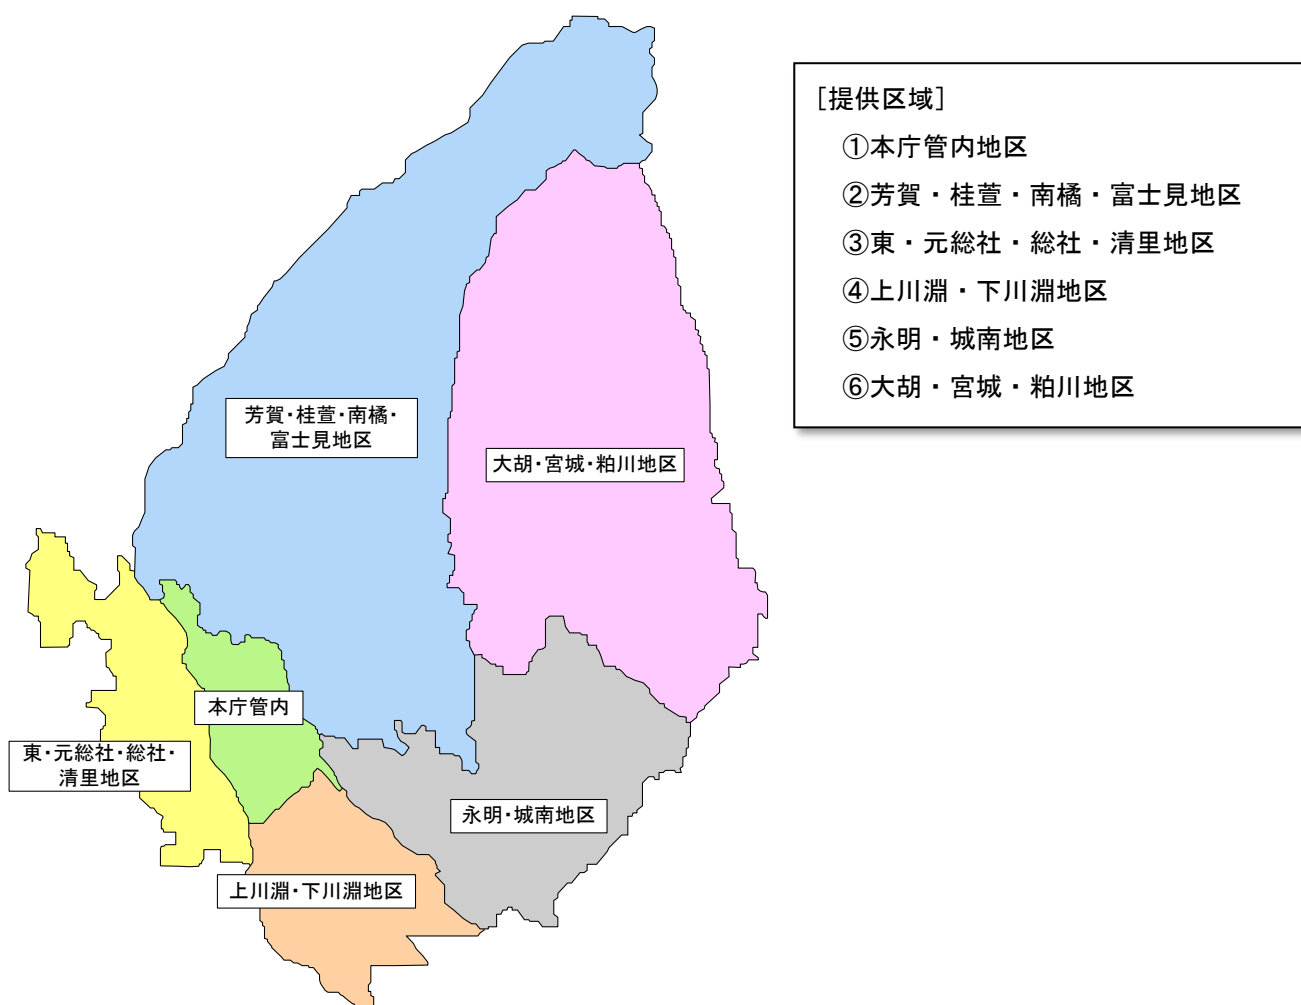 ［提供区域］
①本庁管内地区
②芳賀・桂萱・南橘・富士見地区
③東・元総社・総社・清里地区
④上川淵・下川淵地区
⑤永明・城南地区
⑥大胡・宮城・粕川地区
芳賀・桂萱・南橘・
富士見地区
大胡・宮城・粕川地区
本庁管内
東・元総社・総社・
清里地区
永明・城南地区
上川淵・下川淵地区